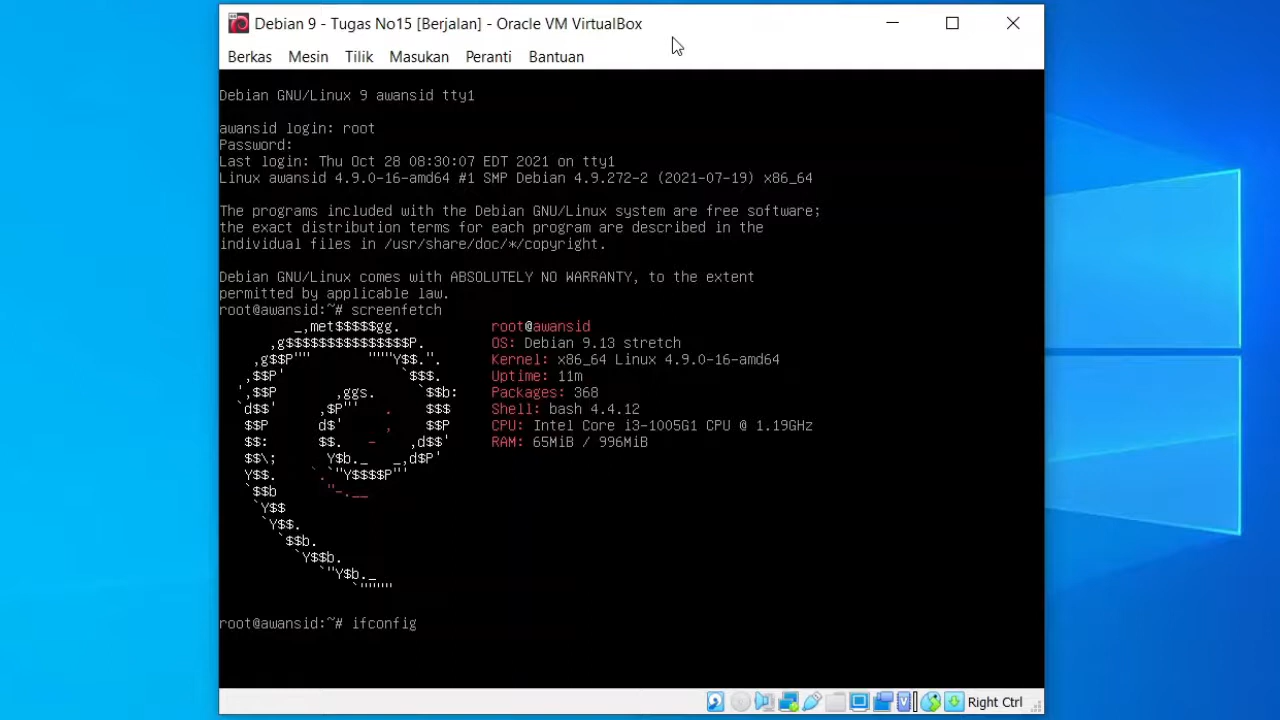 Debian 9 - Tugas No15 [Berjalan] - Oracle VM VirtualBox
Berkas Mesin Tilik Masukan Peranti Bantuan
Debian GNU/Linux 9 awansid tty1
awansid login: root
Password:
Last login: Thu Oct 28 08:30:07 EDT 2021 on tty1
Linux awansid 4.9.0-16-amd64 #1 SMP Debian 4.9.272-2 (2021-07-19) x86_64
The programs included with the Debian GNU/Linux system are free software;
the exact distribution terms for each program are described in the
individual files in /usr/share/doc/*/copyright.
Debian GNU/Linux comes with ABSOLUTELY NO WARRANTY, to the extent
permitted by applicable law.
root@awansid:~# screenfetch
_,met$$$$$gg. root@awansid
,g$$$$$$$$$$$$$$$P. OS: Debian 9.13 stretch
,g$$P"" """Y$$.". Kernel: x86_64 Linux 4.9.0-16-amd64
,$$P' `$$$. Uptime: 11m
',$$P ,ggs. `$$b: Packages: 368
`d$$' ,$P"' . $$$ Shell: bash 4.4.12
$$P d$' , $$P CPU: Intel Core i3-1005G1 CPU @ 1.19GHz
$$: $$. - ,d$$' RAM: 65MiB / 996MiB
$$\; Y$b._ _,d$P'
Y$$. `.`"Y$$$$P"'
`$$b "-.__
`Y$$
`Y$$.
`$$b.
`Y$$b.
`"Y$b._
`""""
root@awansid:~# ifconfig
Right Ctrl